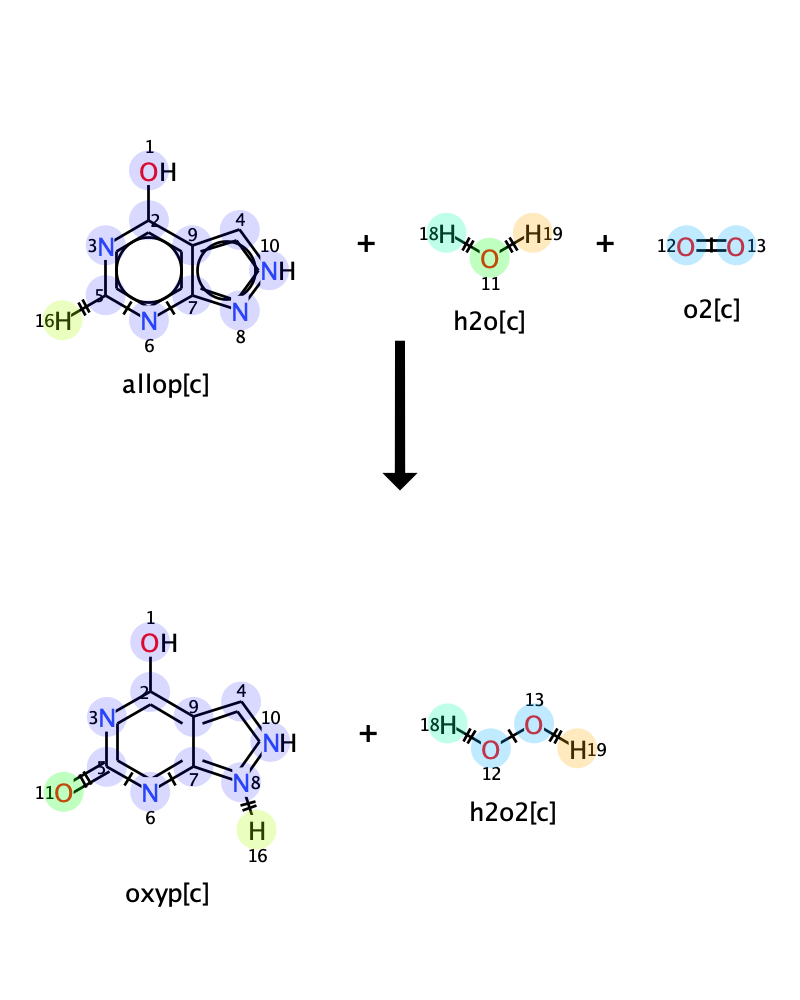 1
OH
2
3N
9
4
10
NH
5
7
16H
N
N
6
8
allop[c]
+
18H
H19
O
11
h2o[c]
+
12O
O13
o2[c]
1
OH
2
3N
9
4
10
NH
5
7
N8
11O
N
6
H
16
oxyp[c]
+
18H
13
O
O
12
H19
h2o2[c]